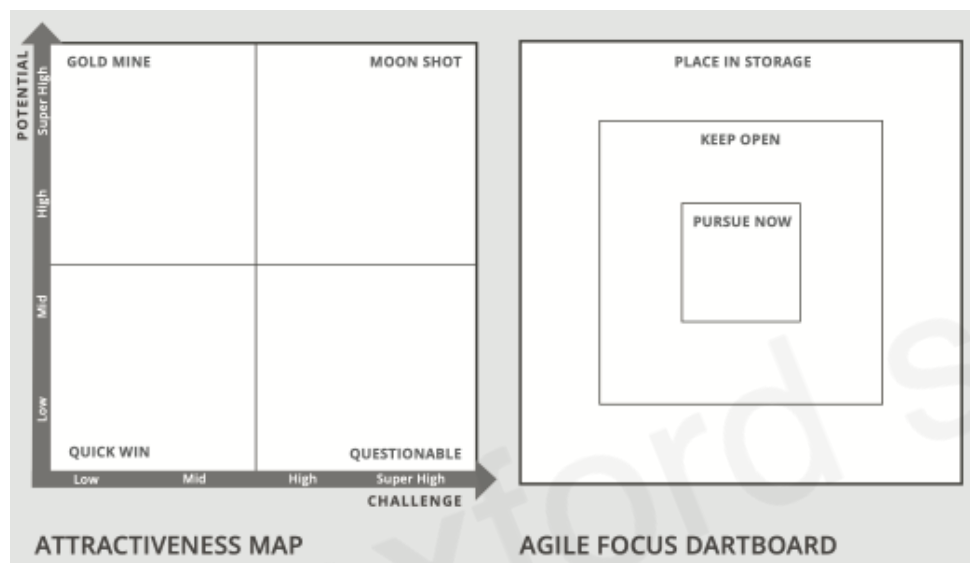 GOLD MINE
MOON SHOT
POTENTIAL
Super High
High
Mid
Low
QUICK WIN
QUESTIONABLE
Low
Mid
High
Super High
CHALLENGE
ATTRACTIVENESS MAP
PLACE IN STORAGE
KEEP OPEN
PURSUE NOW
AGILE FOCUS DARTBOARD
xford s